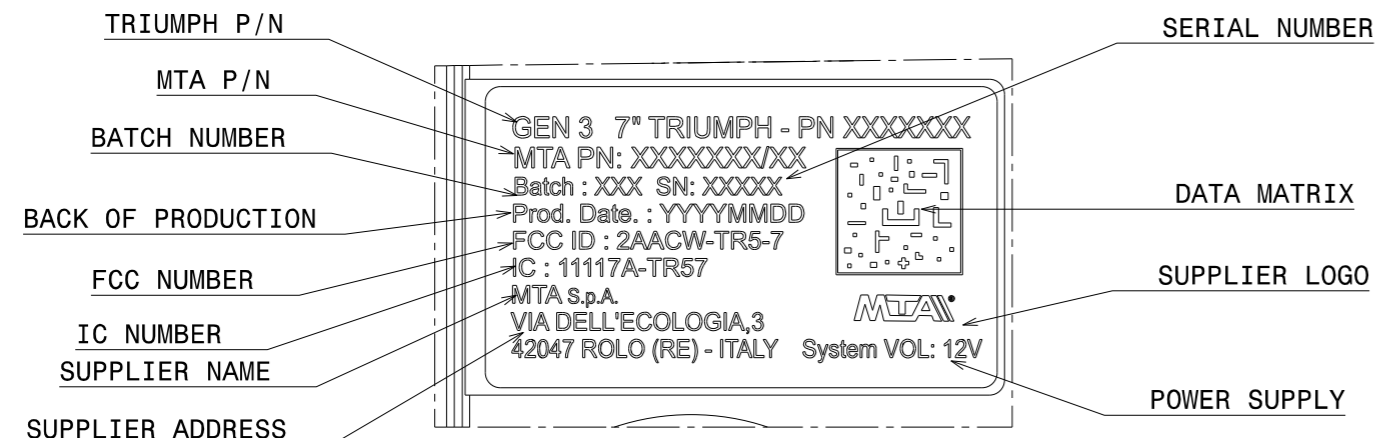 TRIUMPH P/N
MTA P/N
BATCH NUMBER
BACK OF PRODUCTION
FCC NUMBER
IC NUMBER
SUPPLIER NAME
SUPPLIER ADDRESS
GEN 3 7" TRIUMPH - PN XXXXXXX
MTA PN: XXXXXXX/XX
Batch : XXX SN: XXXXX
Prod. Date. : YYYYMMDD
FCC ID : 2AACW-TR5-7
IC : 11117A-TR57
MTA S.p.A.
VIA DELL'ECOLOGIA,3
42047 ROLO (RE) - ITALY System VOL: 12V
MTA®
SERIAL NUMBER
DATA MATRIX
SUPPLIER LOGO
POWER SUPPLY